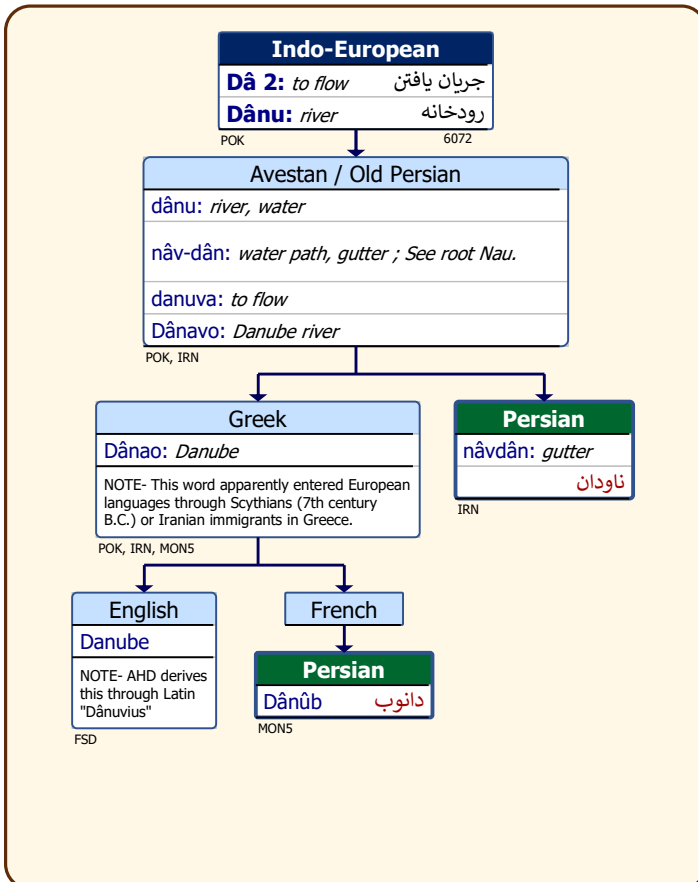 Indo-European
Dâ 2: to flow جریان یافتن
Dânu: river رودخانه
POK 6072
Avestan / Old Persian
dânu: river, water
nâv-dân: water path, gutter ; See root Nau.
danuva: to flow
Dânavo: Danube river
POK, IRN
Greek
Dânao: Danube
NOTE- This word apparently entered European
languages through Scythians (7th century
B.C.) or Iranian immigrants in Greece.
POK, IRN, MON5
Persian
nâvdân: gutter
ناودان
IRN
English
Danube
NOTE- AHD derives
this through Latin
"Dânuvius"
FSD
French
Persian
Dânûb دانوب
MON5